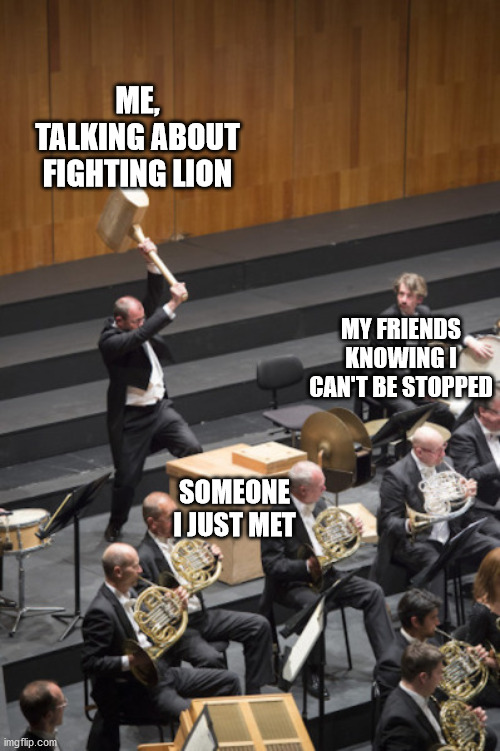 ME,
TALKING ABOUT
FIGHTING LION
MY FRIENDS
KNOWING I
CAN'T BE STOPPED
SOMEONE
I JUST MET
imgflip.com